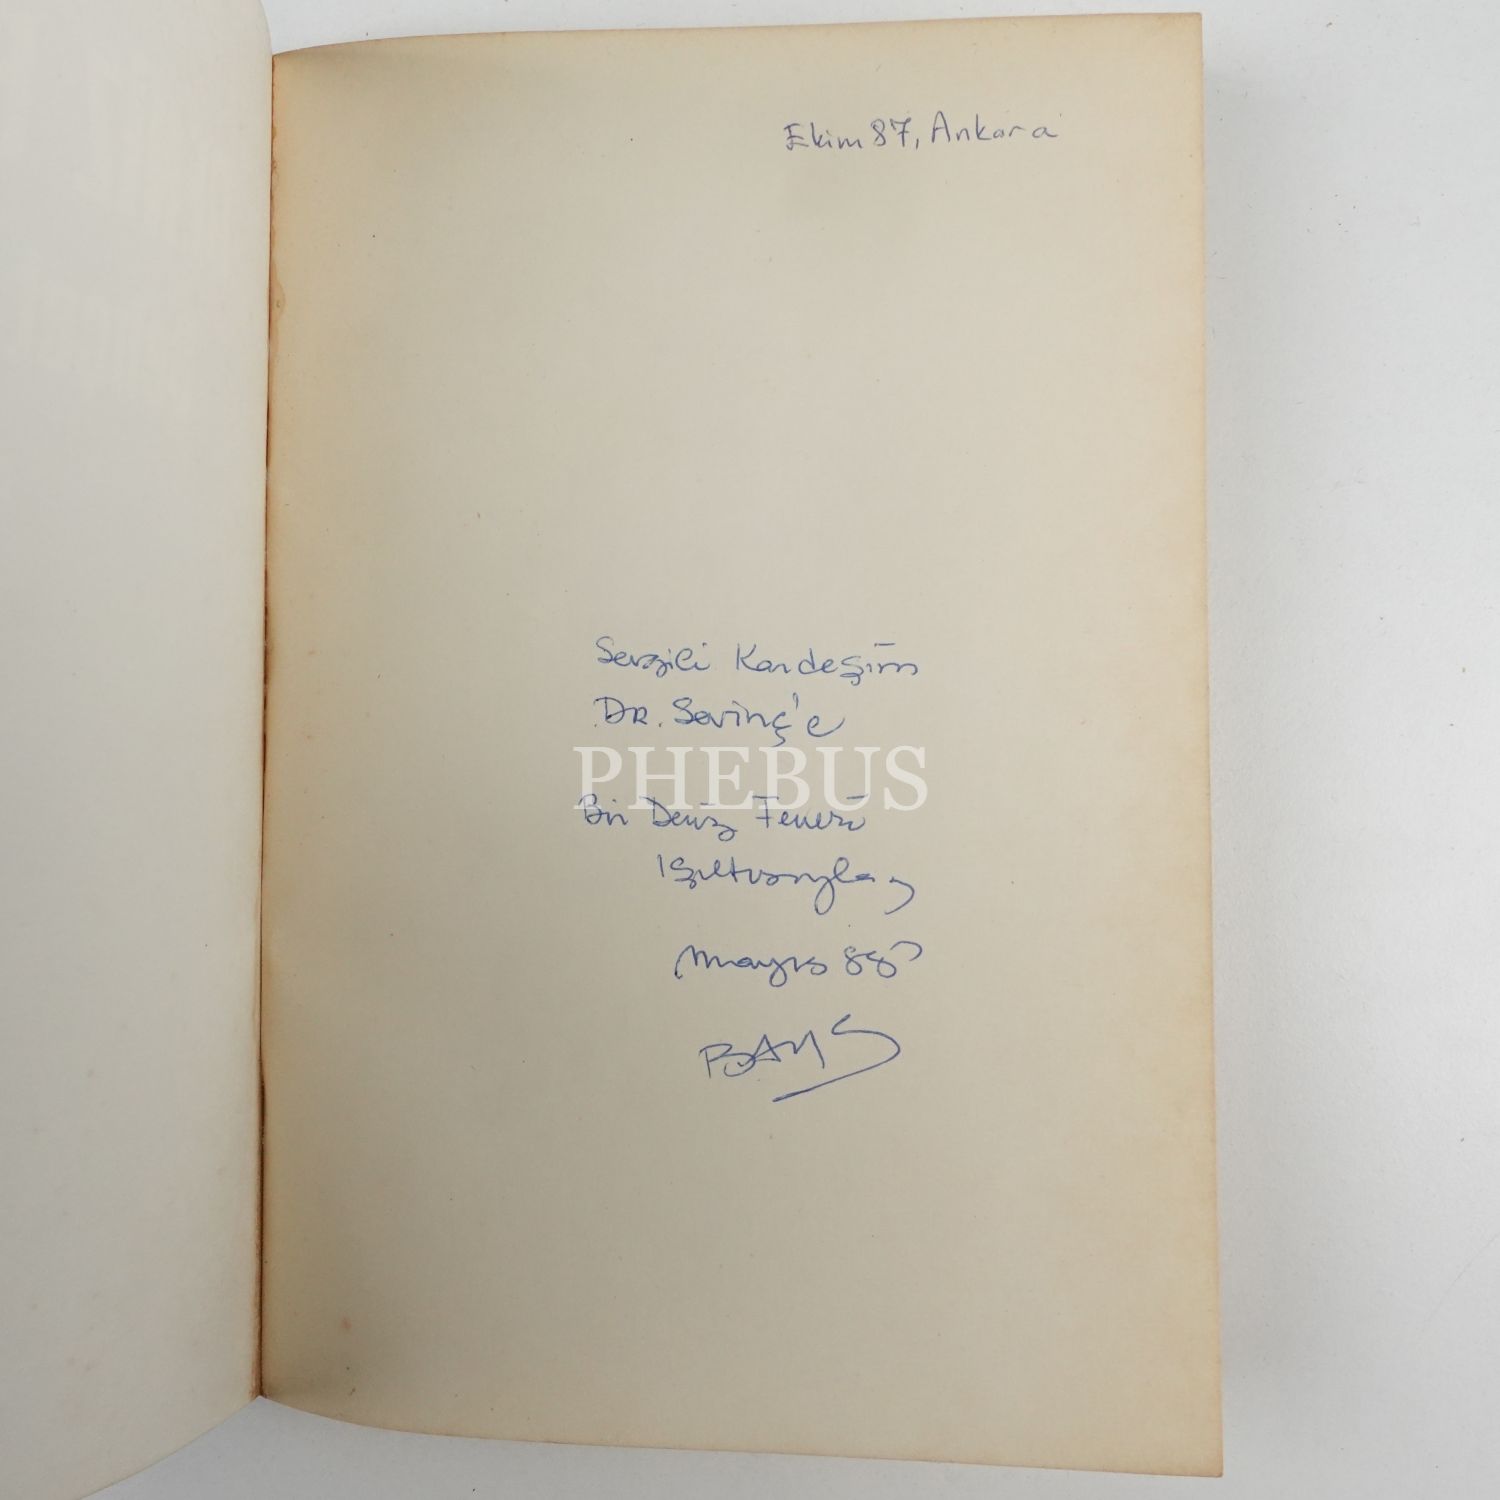 Ekim 87, Ankara
Sevgili Kardeşim
Dr. Sevinç'e
PHEBUS
Bir Deniz Feneri
Işıltısıyla,
Mayıs 88